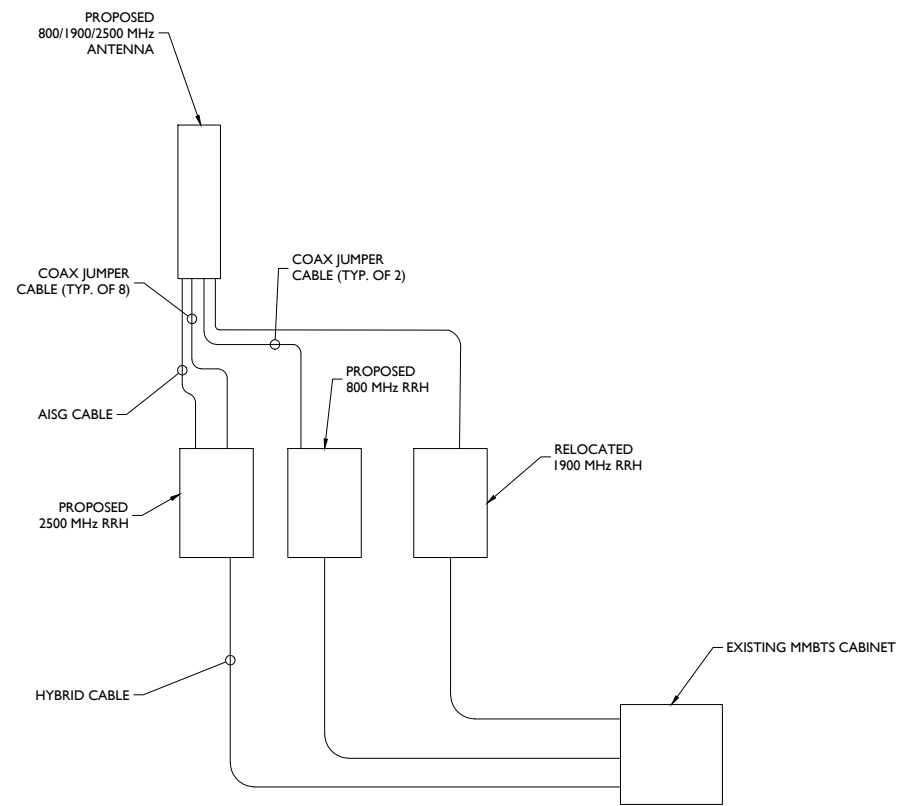 PROPOSED
800/1900/2500 MHz
ANTENNA
COAX JUMPER
CABLE (TYP. OF 2)
COAX JUMPER
CABLE (TYP. OF 8)
PROPOSED
800 MHz RRH
AISG CABLE
RELOCATED
1900 MHz RRH
PROPOSED
2500 MHz RRH
EXISTING MMBTS CABINET
HYBRID CABLE